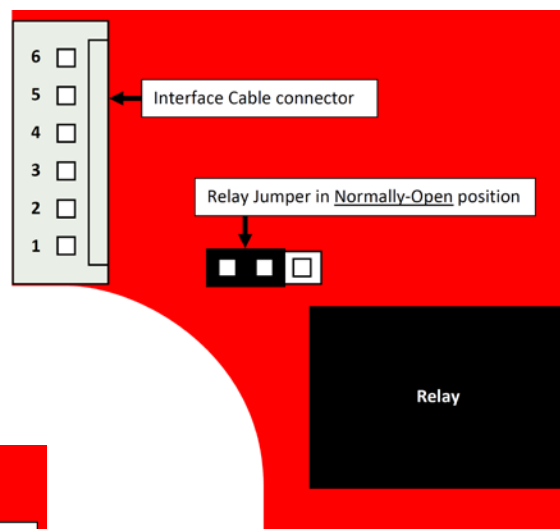 6
5
Interface Cable connector
4
3
Relay Jumper in Normally-Open position
2
1
Relay